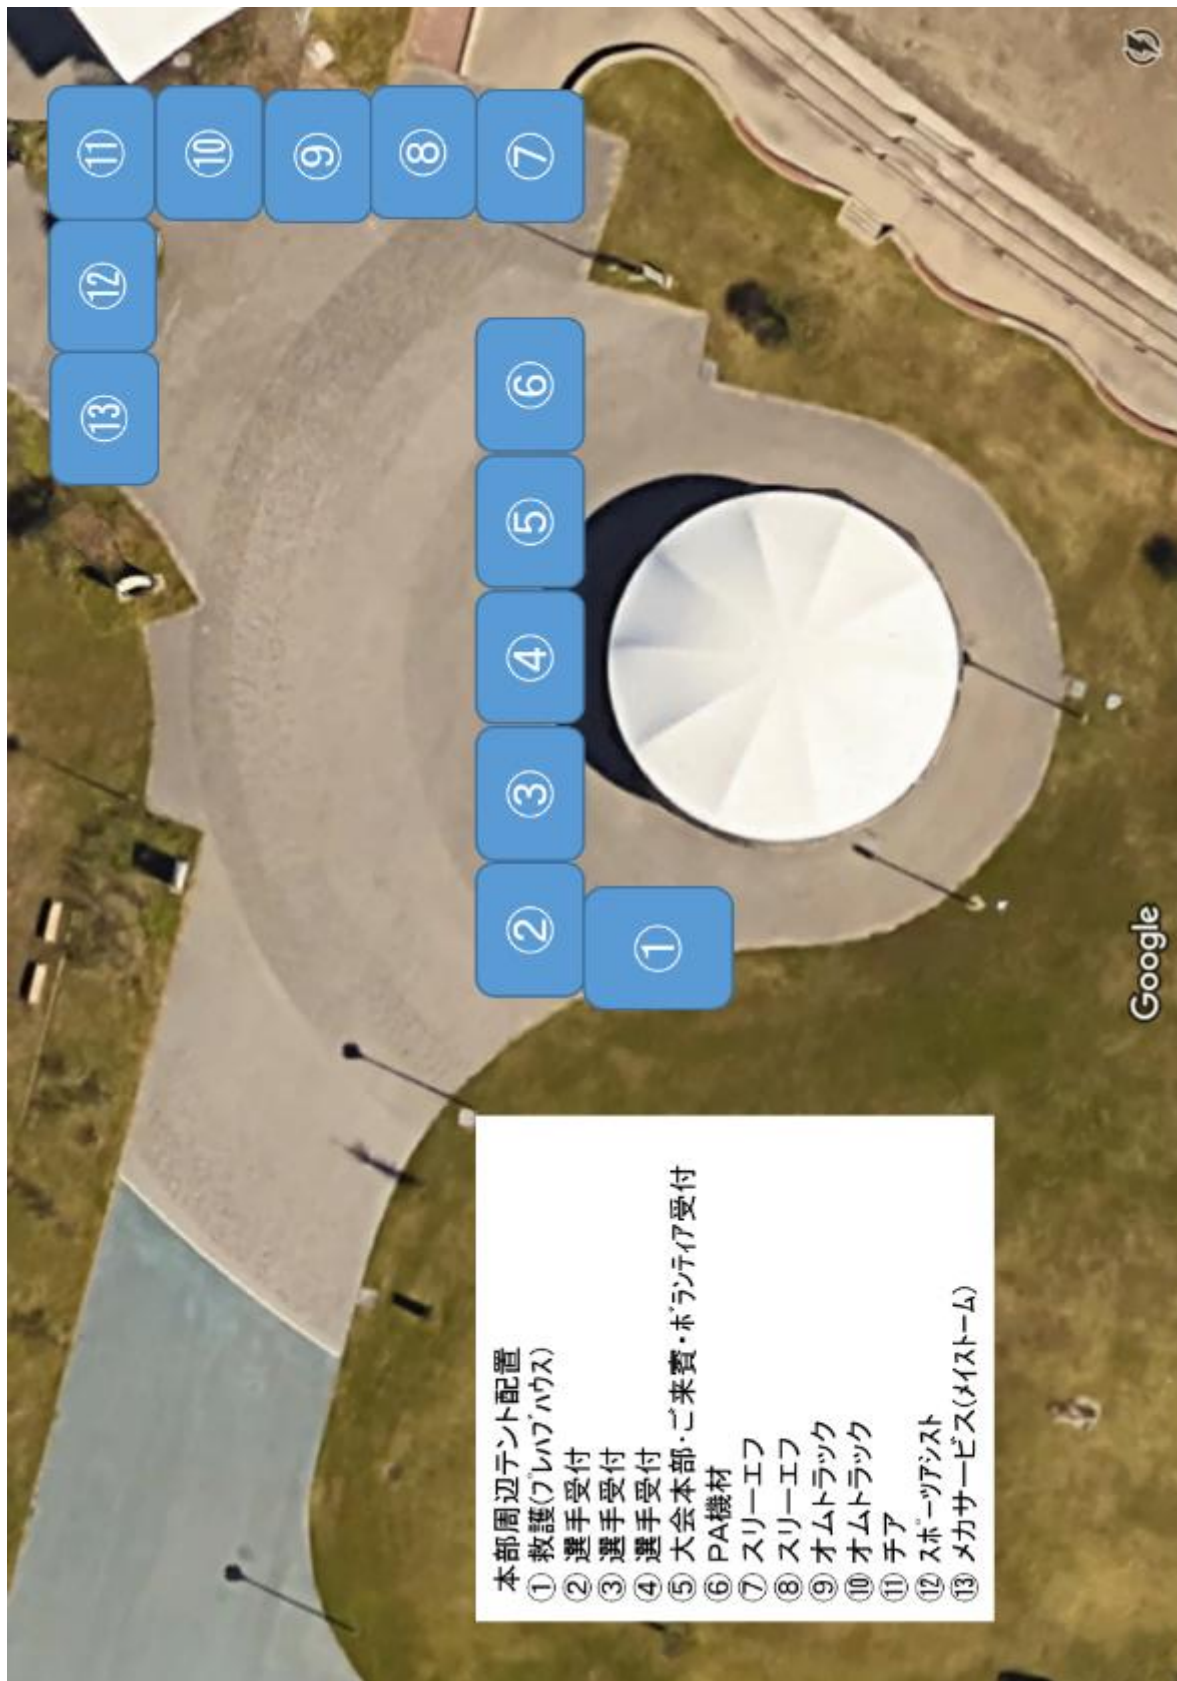 本部周辺テント配置
① 救護(プレハブハウス)
② 選手受付
③ 選手受付
④ 選手受付
⑤ 大会本部・ご来賓・ボランティア受付
⑥ PA機材
⑦ スリーエフ
⑧ スリーエフ
⑨ オムトラック
⑩ オムトラック
⑪ チア
⑫ スポーツアシスト
⑬ メカサービス(メイストーム)
①
②
③
④
⑤
⑥
⑦
⑧
⑨
⑩
⑪
⑫
⑬
Google